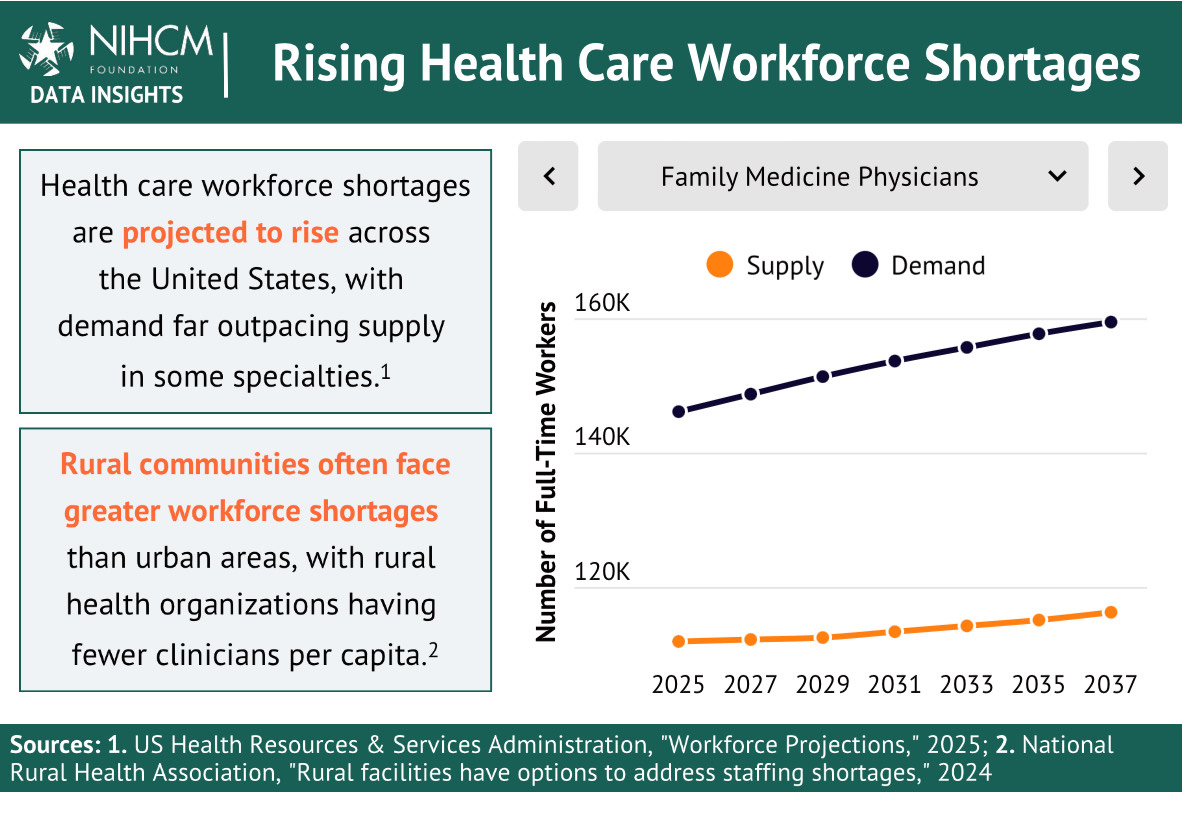 NIHCM
FOUNDATION
DATA INSIGHTS
Rising Health Care Workforce Shortages
Health care workforce shortages
are projected to rise across
the United States, with
demand far outpacing supply
in some specialties.¹
Rural communities often face
greater workforce shortages
than urban areas, with rural
health organizations having
fewer clinicians per capita.²
Family Medicine Physicians
Supply
Demand
Number of Full-Time Workers
160K
140K
120K
2025 2027 2029 2031 2033 2035 2037
Sources: 1. US Health Resources & Services Administration, "Workforce Projections," 2025; 2. National
Rural Health Association, "Rural facilities have options to address staffing shortages," 2024